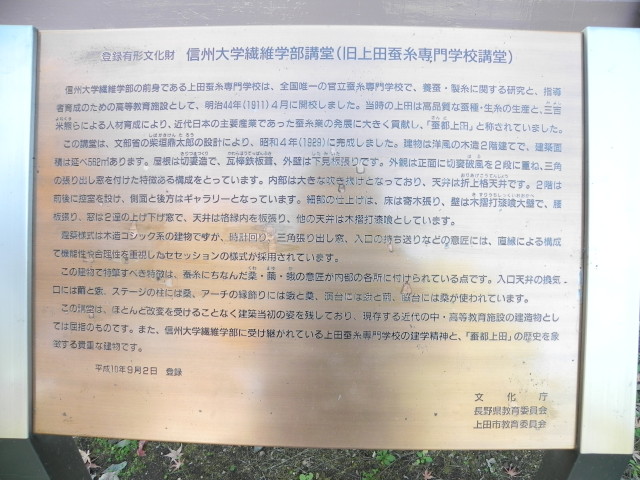 登録有形文化財　信州大学繊維学部講堂（旧上田蚕糸専門学校講堂）
信州大学繊維学部の前身である上田蚕糸専門学校は、全国唯一の官立蚕糸専門学校で、養蚕・製糸に関する研究と、指導
者育成のための高等教育施設として、明治44年(1911)４月に開校しました。当時の上田は高品質な蚕種・生糸の生産と、三吉
米熊らによる人材育成により、近代日本の主要産業であった蚕糸業の発展に大きく貢献し、「蚕都上田」と称されていました。
この講堂は、文部省の柴垣鼎太郎の設計により、昭和４年(1929)に完成しました。建物は洋風の木造２階建てで、建築面
積は延べ562㎡あります。屋根は切妻造で、瓦棒鉄板葺、外壁は下見板張りです。外観は正面に切妻破風を２段に重ね、三角
の張り出し窓を付けた特徴ある構成をとっています。内部は大きな吹き抜けとなっており、天井は折上格天井です。２階は
前後に控室を設け、側面と後方はギャラリーとなっています。細部の仕上げは、床は寄木張り、壁は木摺打漆喰大壁で、腰
板張り、窓は２連の上げ下げ窓で、天井は格縁内を板張り、他の天井は木摺打漆喰としています。
建築様式は木造ゴシック系の建物ですが、時計回り、三角張り出し窓、入口の持ち送りなどの意匠には、直線による構成
で機能性や合理性を重視したセセッションの様式が採用されています。
この建物で特筆すべき特徴は、蚕糸にちなんだ桑・繭・蛾の意匠が内部の各所に付けられている点です。入口天井の換気
口には繭と桑、ステージの柱には桑、アーチの縁飾りには蛾と桑、演台には蛾と繭、脇台には桑が使われています。
この講堂は、ほとんど改変を受けることなく建築当初の姿を残しており、現存する近代の中・高等教育施設の建造物とし
ては屈指のものです。また、信州大学繊維学部に受け継がれている上田蚕糸専門学校の建学精神と、「蚕都上田」の歴史を象
徴する貴重な建物です。
平成10年９月２日　登録
文化庁
長野県教育委員会
上田市教育委員会